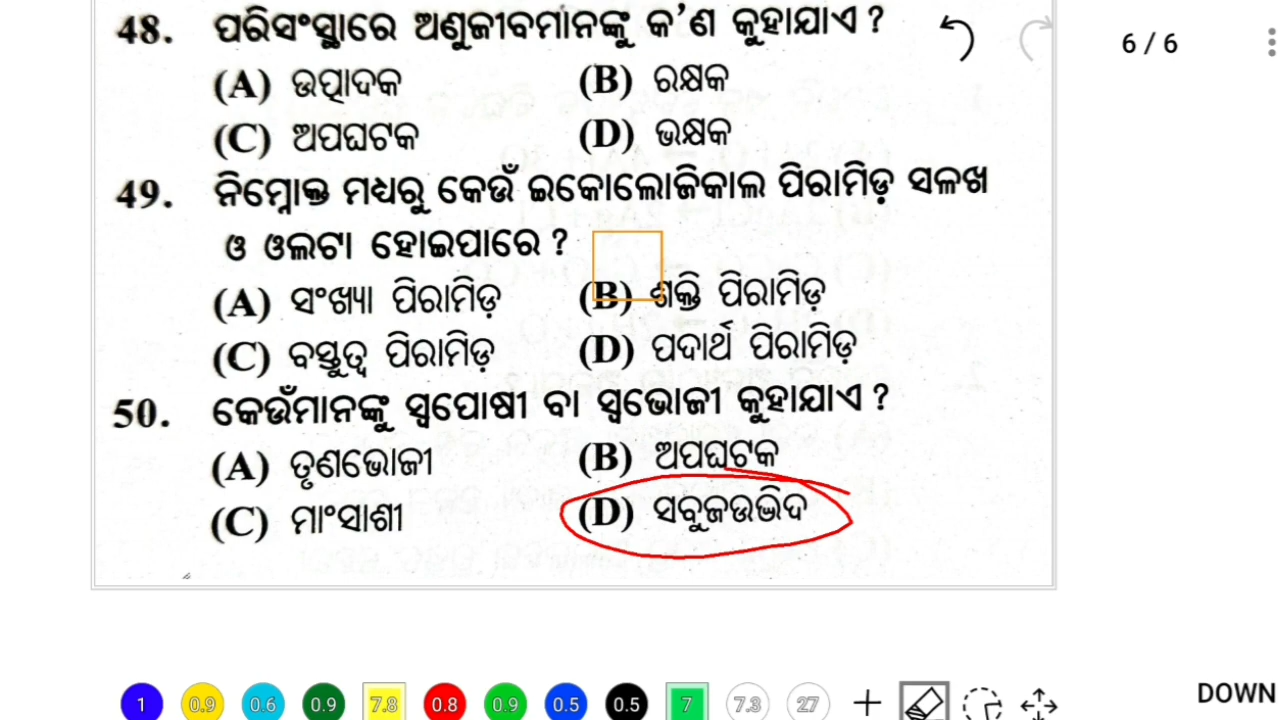 48. ପରିସଂସ୍ଥାରେ ଅଣୁଜୀବମାନଙ୍କୁ କ'ଣ କୁହାଯାଏ ?
6 / 6
(A) ଉତ୍ପାଦକ (B) ରକ୍ଷକ
(C) ଅପଘଟକ (D) ଭକ୍ଷକ
49. ନିମ୍ନୋକ୍ତ ମଧ୍ୟରୁ କେଉଁ ଇକୋଲୋଜିକାଲ ପିରାମିଡ଼ ସଳଖ
ଓ ଓଲଟା ହୋଇପାରେ ?
(A) ସଂଖ୍ୟା ପିରାମିଡ଼ (B) ଶକ୍ତି ପିରାମିଡ଼
(C) ବସ୍ତୁତ୍ୱ ପିରାମିଡ଼ (D) ପଦାର୍ଥ ପିରାମିଡ଼
50. କେଉଁମାନଙ୍କୁ ସ୍ୱପୋଷୀ ବା ସ୍ୱଭୋଜୀ କୁହାଯାଏ ?
(A) ତୃଣଭୋଜୀ (B) ଅପଘଟକ
(C) ମାଂସାଶୀ (D) ସବୁଜଉଦ୍ଭିଦ
1 0.9 0.6 0.9 7.8 0.8 0.9 0.5 0.5 7 7.3 27
DOWN